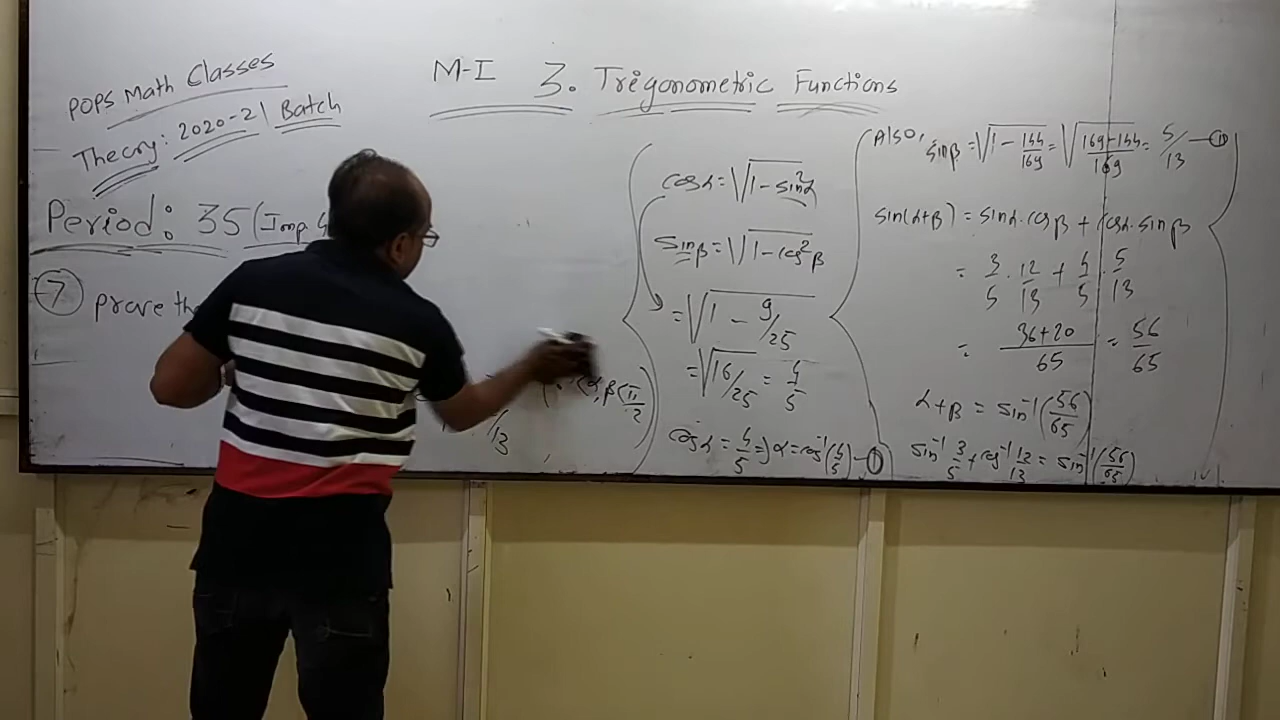 POPS Math Classes
Theory: 2020-21 Batch
M-I 3. Trigonometric Functions
Period: 35 (Imp.
7 prove
/13
α, β < π/2)
cosα = √1-sin²α
sinβ = √1-cos²β
= √1 - 9/25
= √16/25 = 4/5
cosα = 4/5 => α = cos⁻¹(4/5) —①
Also, sinβ = √1 - 144/169 = √169-144/169 = 5/13 —⑪
sin(α+β) = sinα.cosβ + cosα.sinβ
= 3/5 . 12/13 + 4/5 . 5/13
= 36+20/65 = 56/65
α+β = sin⁻¹(56/65)
sin⁻¹ 3/5 + cos⁻¹ 12/13 = sin⁻¹(56/65)